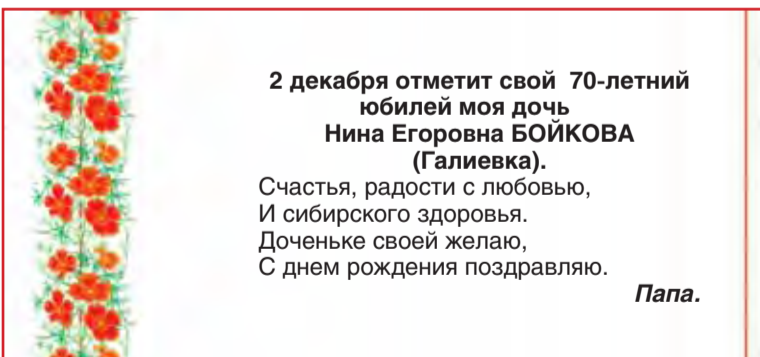 2 декабря отметит свой 70-летний
юбилей моя дочь
Нина Егоровна БОЙКОВА
(Галиевка).
Счастья, радости с любовью,
И сибирского здоровья.
Доченьке своей желаю,
С днем рождения поздравляю.
Папа.